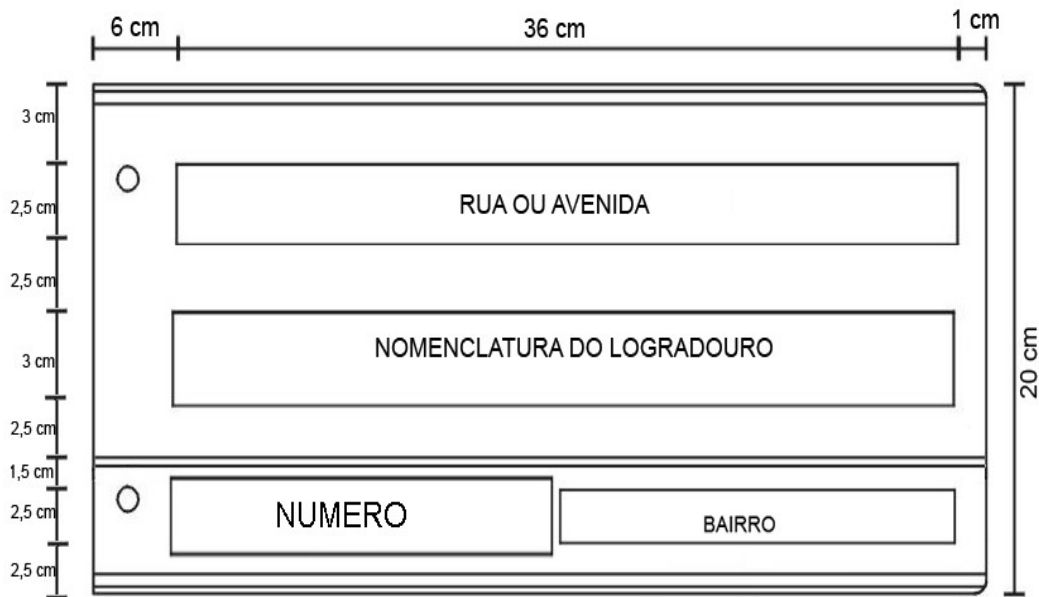 6 cm
36 cm
1 cm
3 cm
2,5 cm
RUA OU AVENIDA
2,5 cm
3 cm
NOMENCLATURA DO LOGRADOURO
20 cm
2,5 cm
1,5 cm
2,5 cm
NUMERO
BAIRRO
2,5 cm